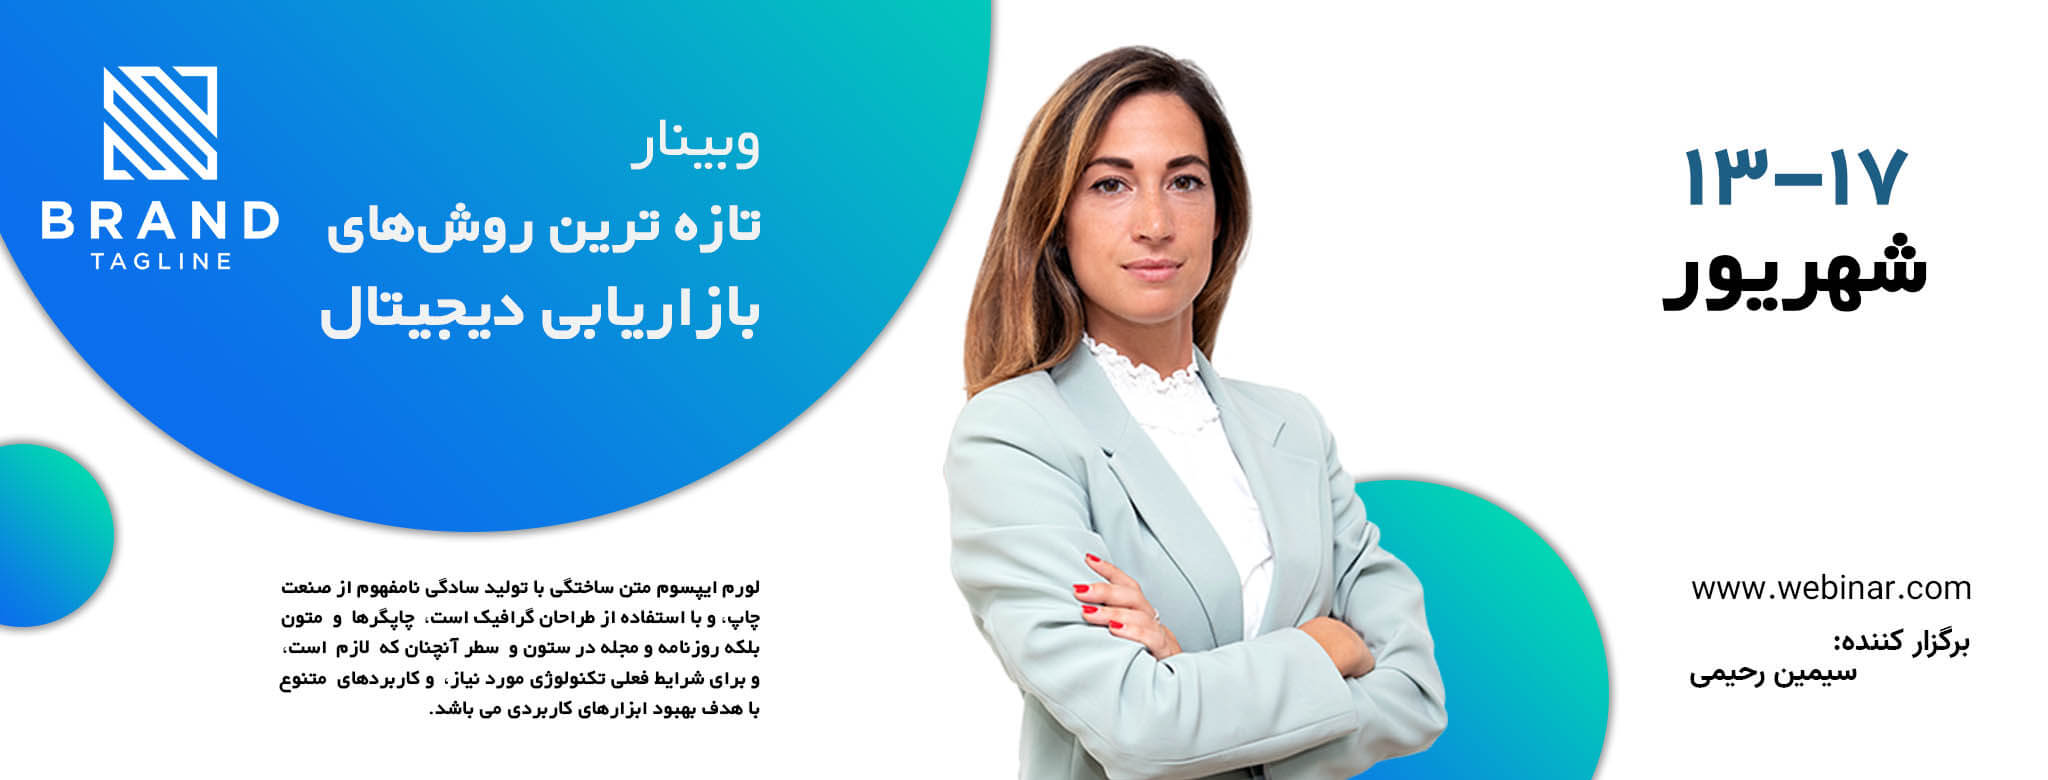 BRAND
TAGLINE
وبینار
تازه ترین روش‌های
بازاریابی دیجیتال
۱۳–۱۷
شهریور
لورم ایپسوم متن ساختگی با تولید سادگی نامفهوم از صنعت
چاپ، و با استفاده از طراحان گرافیک است، چاپگرها و متون
بلکه روزنامه و مجله در ستون و سطر آنچنان که لازم است،
و برای شرایط فعلی تکنولوژی مورد نیاز، و کاربردهای متنوع
با هدف بهبود ابزارهای کاربردی می باشد.
www.webinar.com
برگزار کننده:
سیمین رحیمی